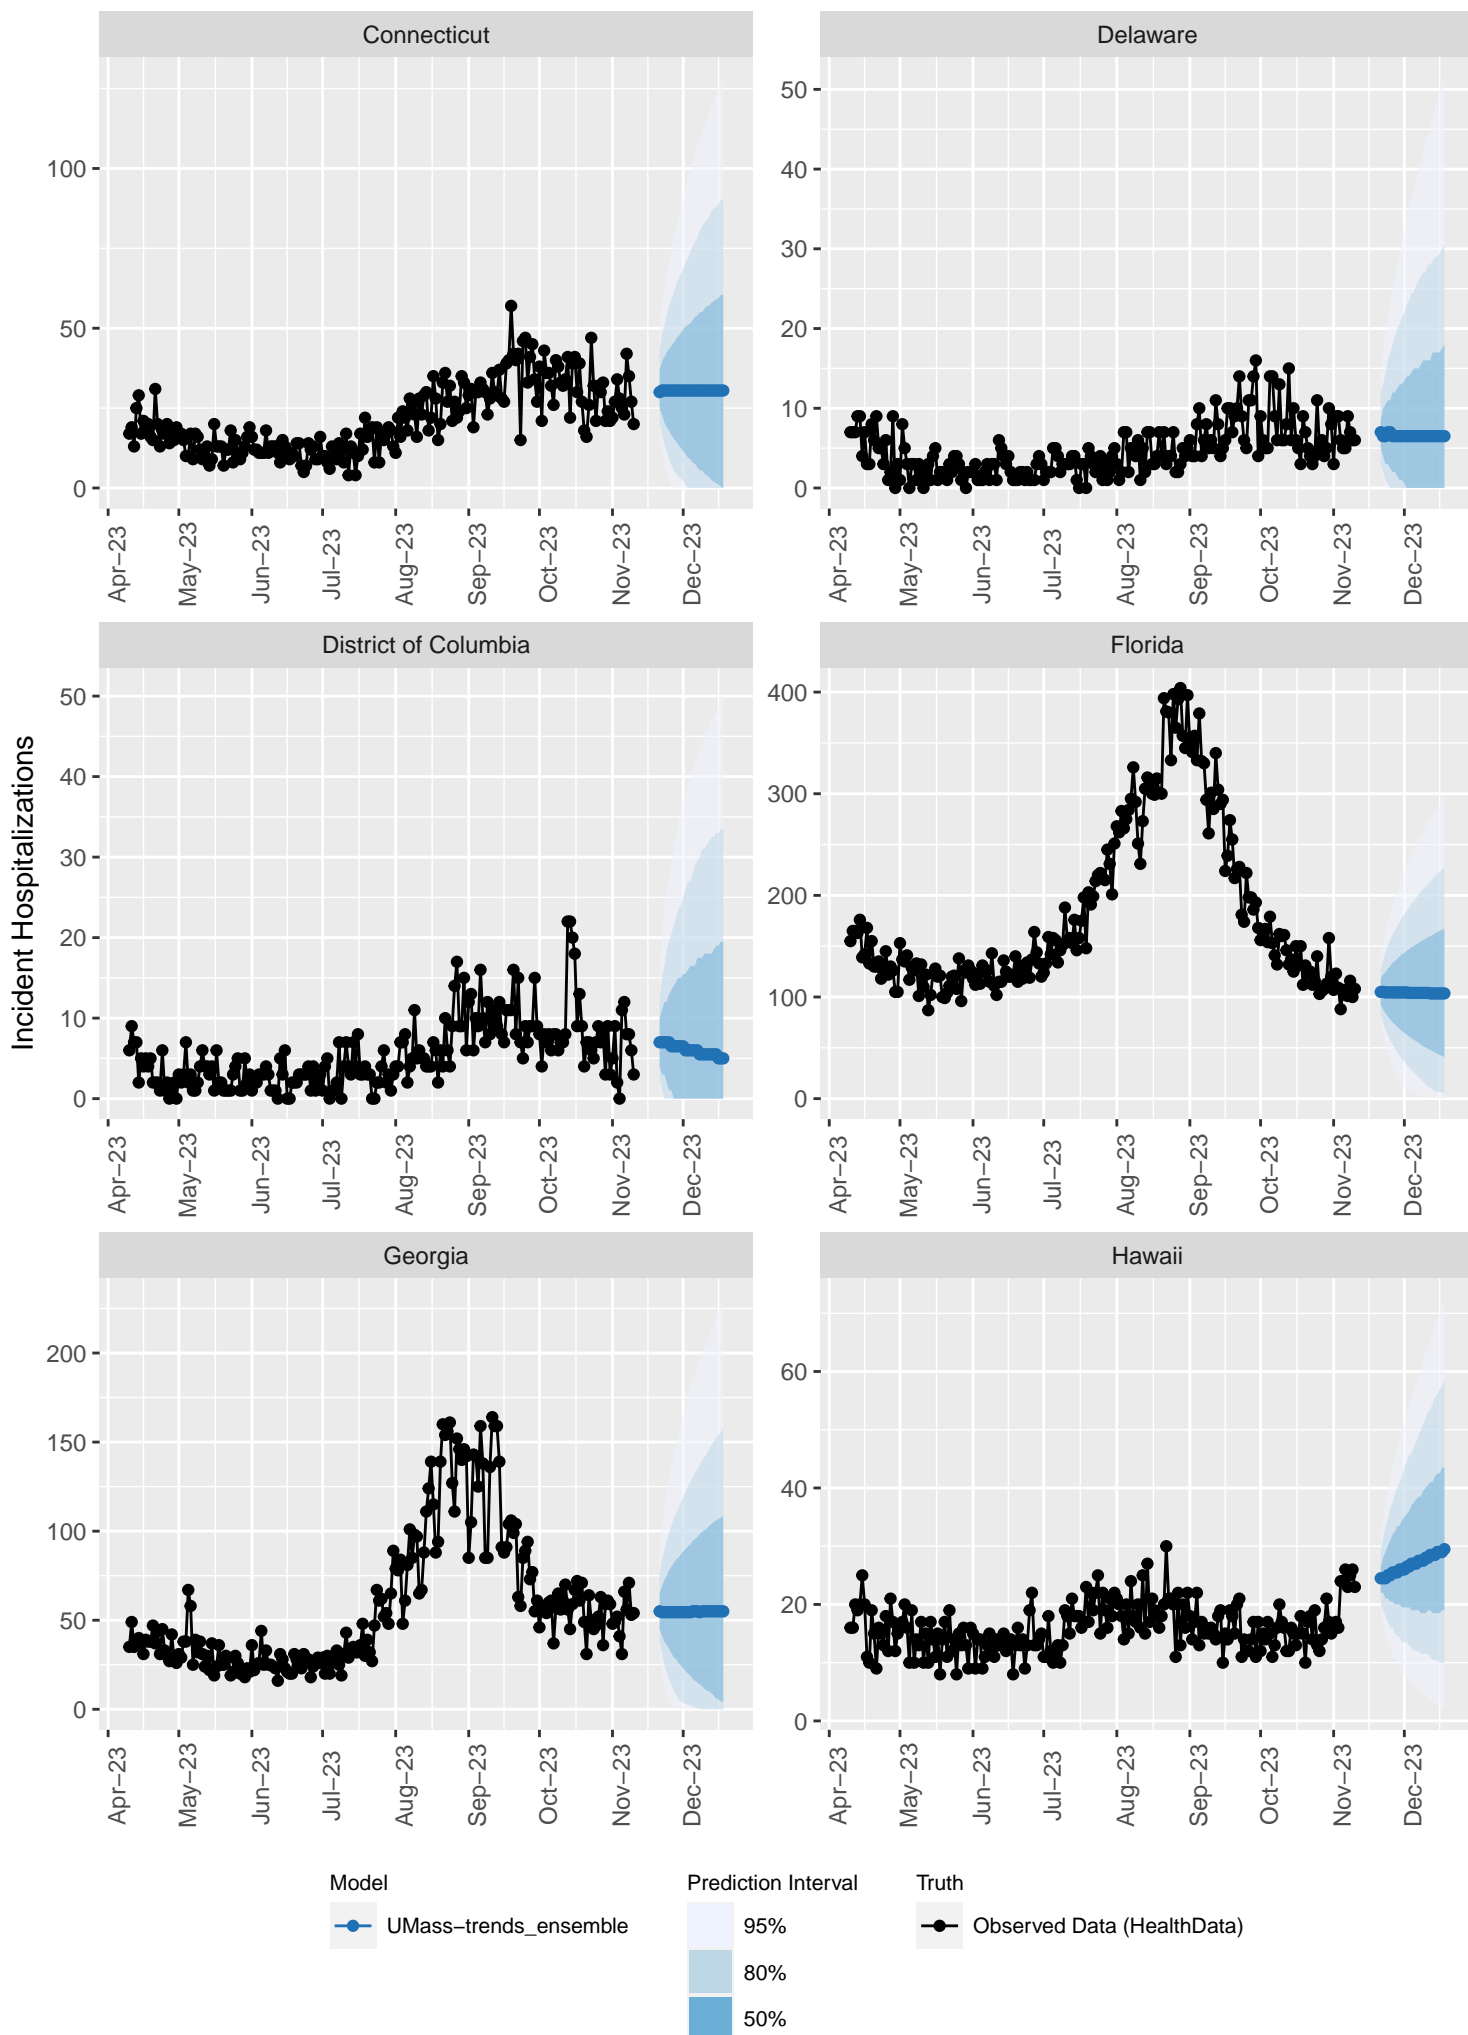 Connecticut
Delaware
100
50
0
50
40
30
20
10
0
Apr−23
May−23
Jun−23
Jul−23
Aug−23
Sep−23
Oct−23
Nov−23
Dec−23
Apr−23
May−23
Jun−23
Jul−23
Aug−23
Sep−23
Oct−23
Nov−23
Dec−23
District of Columbia
Florida
Incident Hospitalizations
50
40
30
20
10
0
400
300
200
100
0
Apr−23
May−23
Jun−23
Jul−23
Aug−23
Sep−23
Oct−23
Nov−23
Dec−23
Apr−23
May−23
Jun−23
Jul−23
Aug−23
Sep−23
Oct−23
Nov−23
Dec−23
Georgia
Hawaii
200
150
100
50
0
60
40
20
0
Apr−23
May−23
Jun−23
Jul−23
Aug−23
Sep−23
Oct−23
Nov−23
Dec−23
Apr−23
May−23
Jun−23
Jul−23
Aug−23
Sep−23
Oct−23
Nov−23
Dec−23
Model
UMass−trends_ensemble
Prediction Interval
95%
80%
50%
Truth
Observed Data (HealthData)